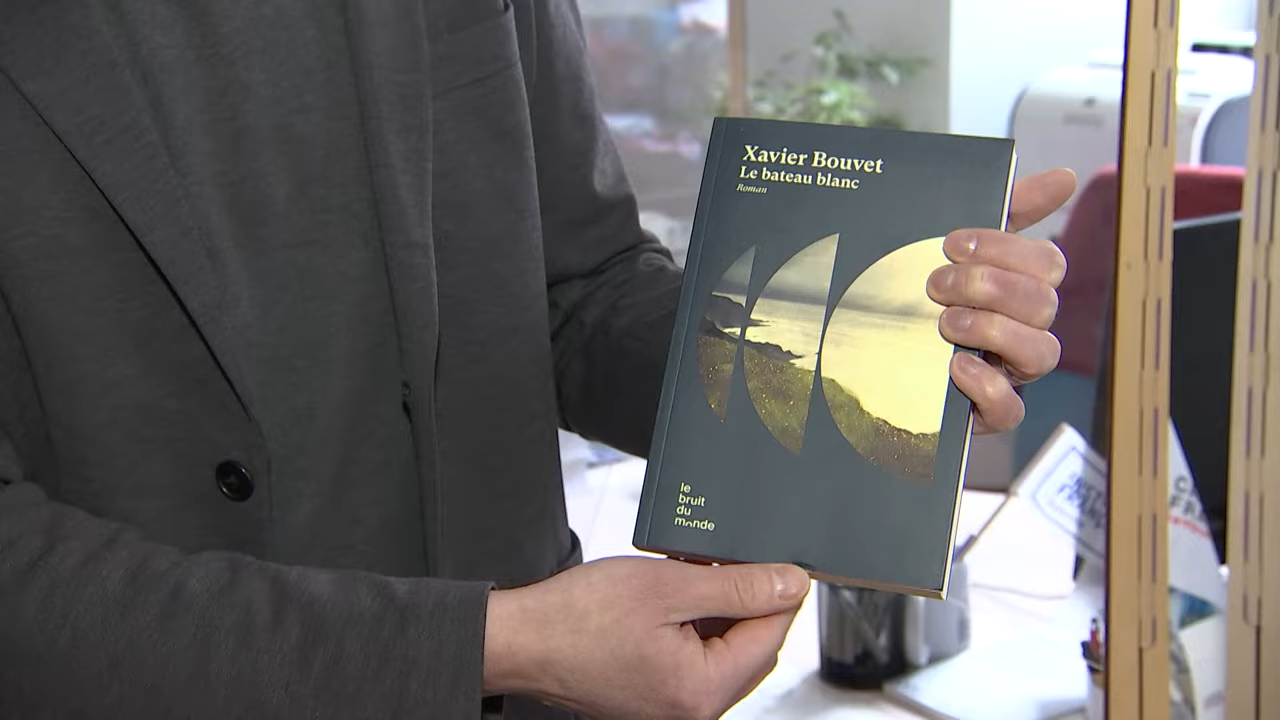 Xavier Bouvet
Le bateau blanc
Roman
le
bruit
du
monde